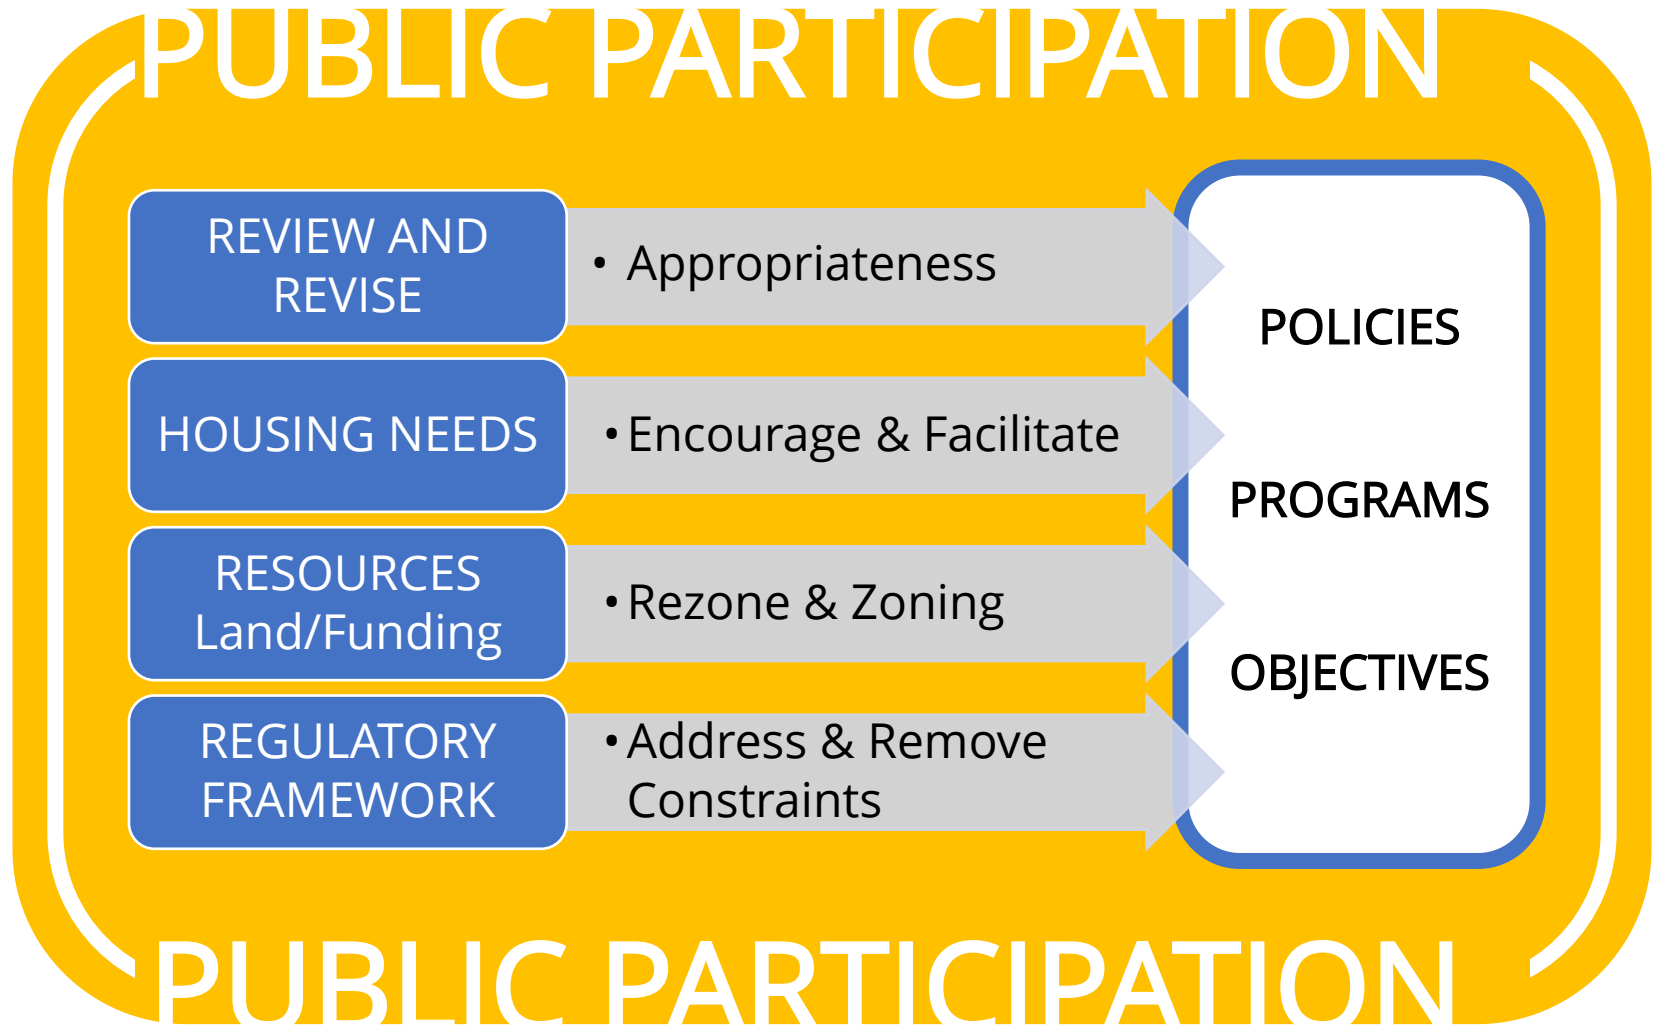 PUBLIC PARTICIPATION
REVIEW AND
REVISE
• Appropriateness
HOUSING NEEDS
• Encourage & Facilitate
RESOURCES
Land/Funding
• Rezone & Zoning
REGULATORY
FRAMEWORK
• Address & Remove
Constraints
POLICIES
PROGRAMS
OBJECTIVES
PUBLIC PARTICIPATION